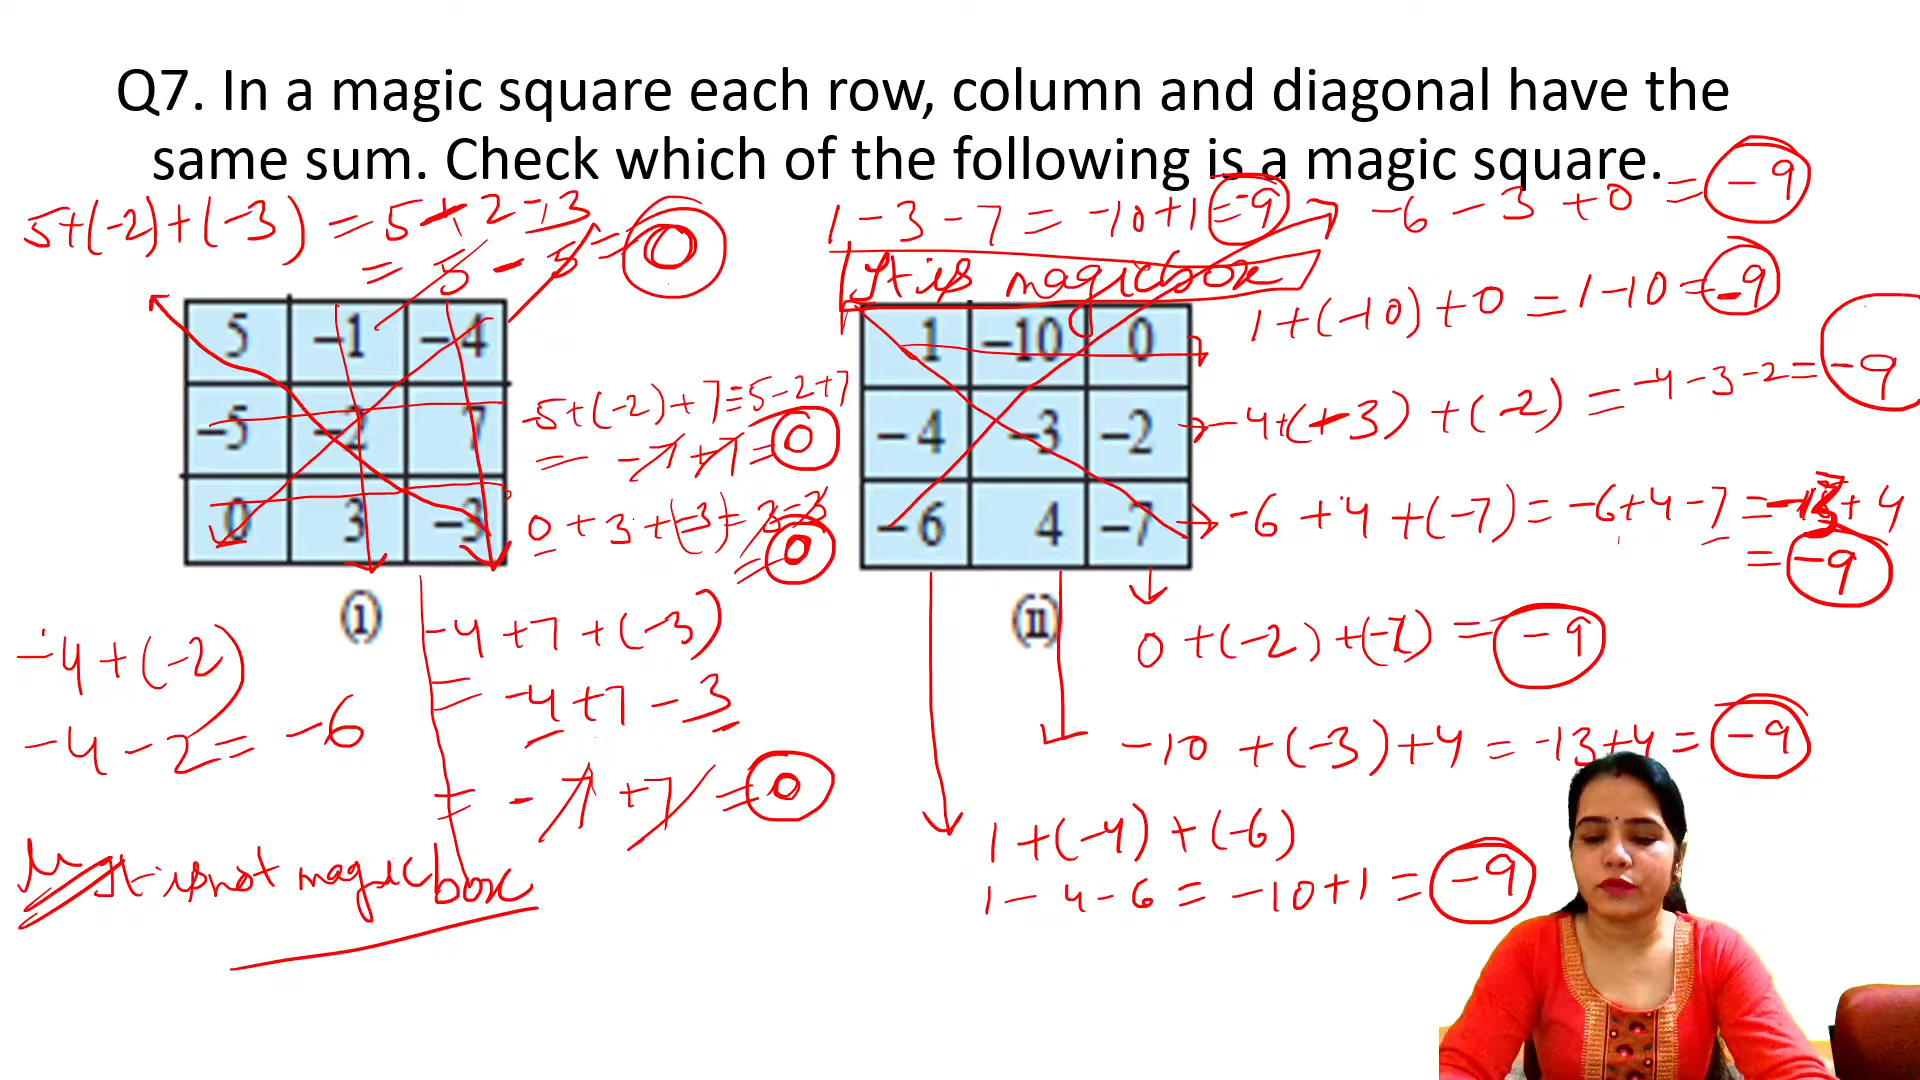 Q7. In a magic square each row, column and diagonal have the
same sum. Check which of the following is a magic square.
5+(-2)+(-3) = 5-2-3
= 5 - 5 = 0
1 - 3 - 7 = -10+1 = -9
-6 - 3 + 0 = -9
It is magic box
1+(-10)+0 = 1-10 = -9
5 -1 -4
-5 -2 7
0 3 -3
(i)
-5+(-2)+7 = 5-2+7
= -7+7 = 0
0+3+(-3) = 3-3
= 0
1 -10 0
-4 -3 -2
-6 4 -7
(ii)
-4+(-3)+(-2) = -4-3-2 = -9
-6+4+(-7) = -6+4-7 = -13+4
= -9
-4+(-2)
-4-2 = -6
-4+7+(-3)
= -4+7-3
= -7+7 = 0
It is not magic box
0+(-2)+(-7) = -9
-10+(-3)+4 = -13+4 = -9
1+(-4)+(-6)
1-4-6 = -10+1 = -9